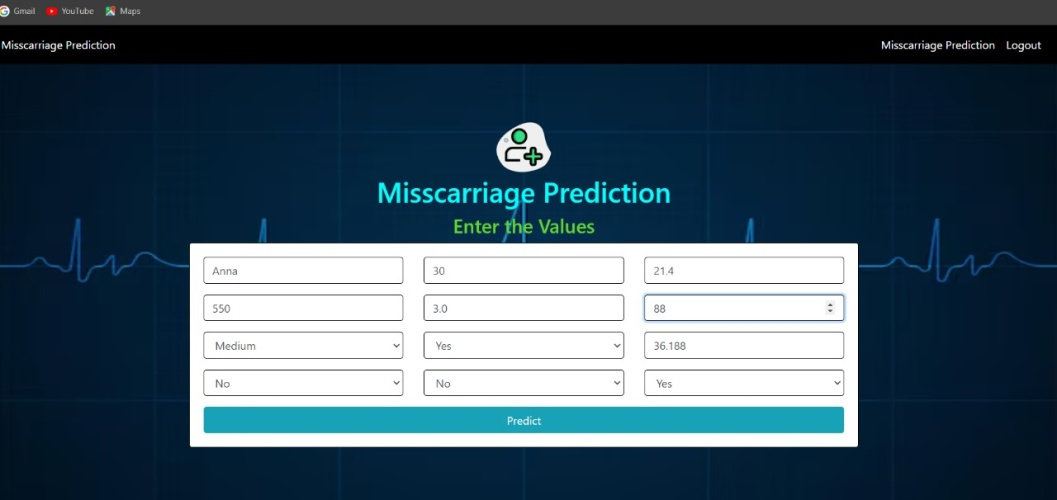 Gmail YouTube Maps
Misscarriage Prediction Misscarriage Prediction Logout
Misscarriage Prediction
Enter the Values
Anna 30 21.4
550 3.0 88
Medium Yes 36.188
No No Yes
Predict